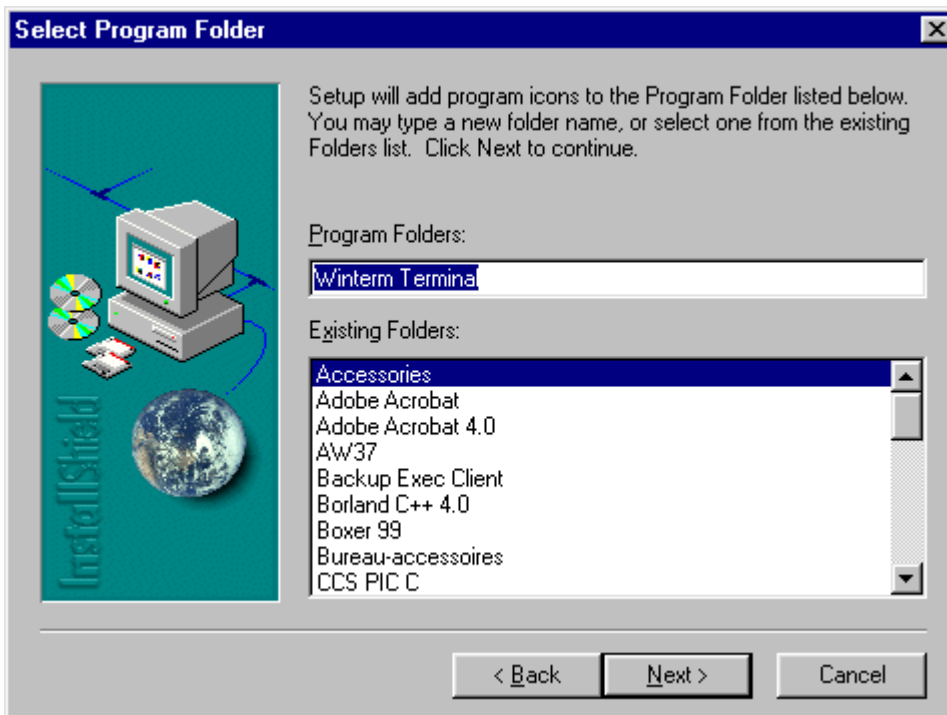 Select Program Folder
Setup will add program icons to the Program Folder listed below.
You may type a new folder name, or select one from the existing
Folders list.  Click Next to continue.
Program Folders:
Winterm Terminal
Existing Folders:
Accessories
Adobe Acrobat
Adobe Acrobat 4.0
AW37
Backup Exec Client
Borland C++ 4.0
Boxer 99
Bureau-accessoires
CCS PIC C
InstallShield
< Back
Next >
Cancel